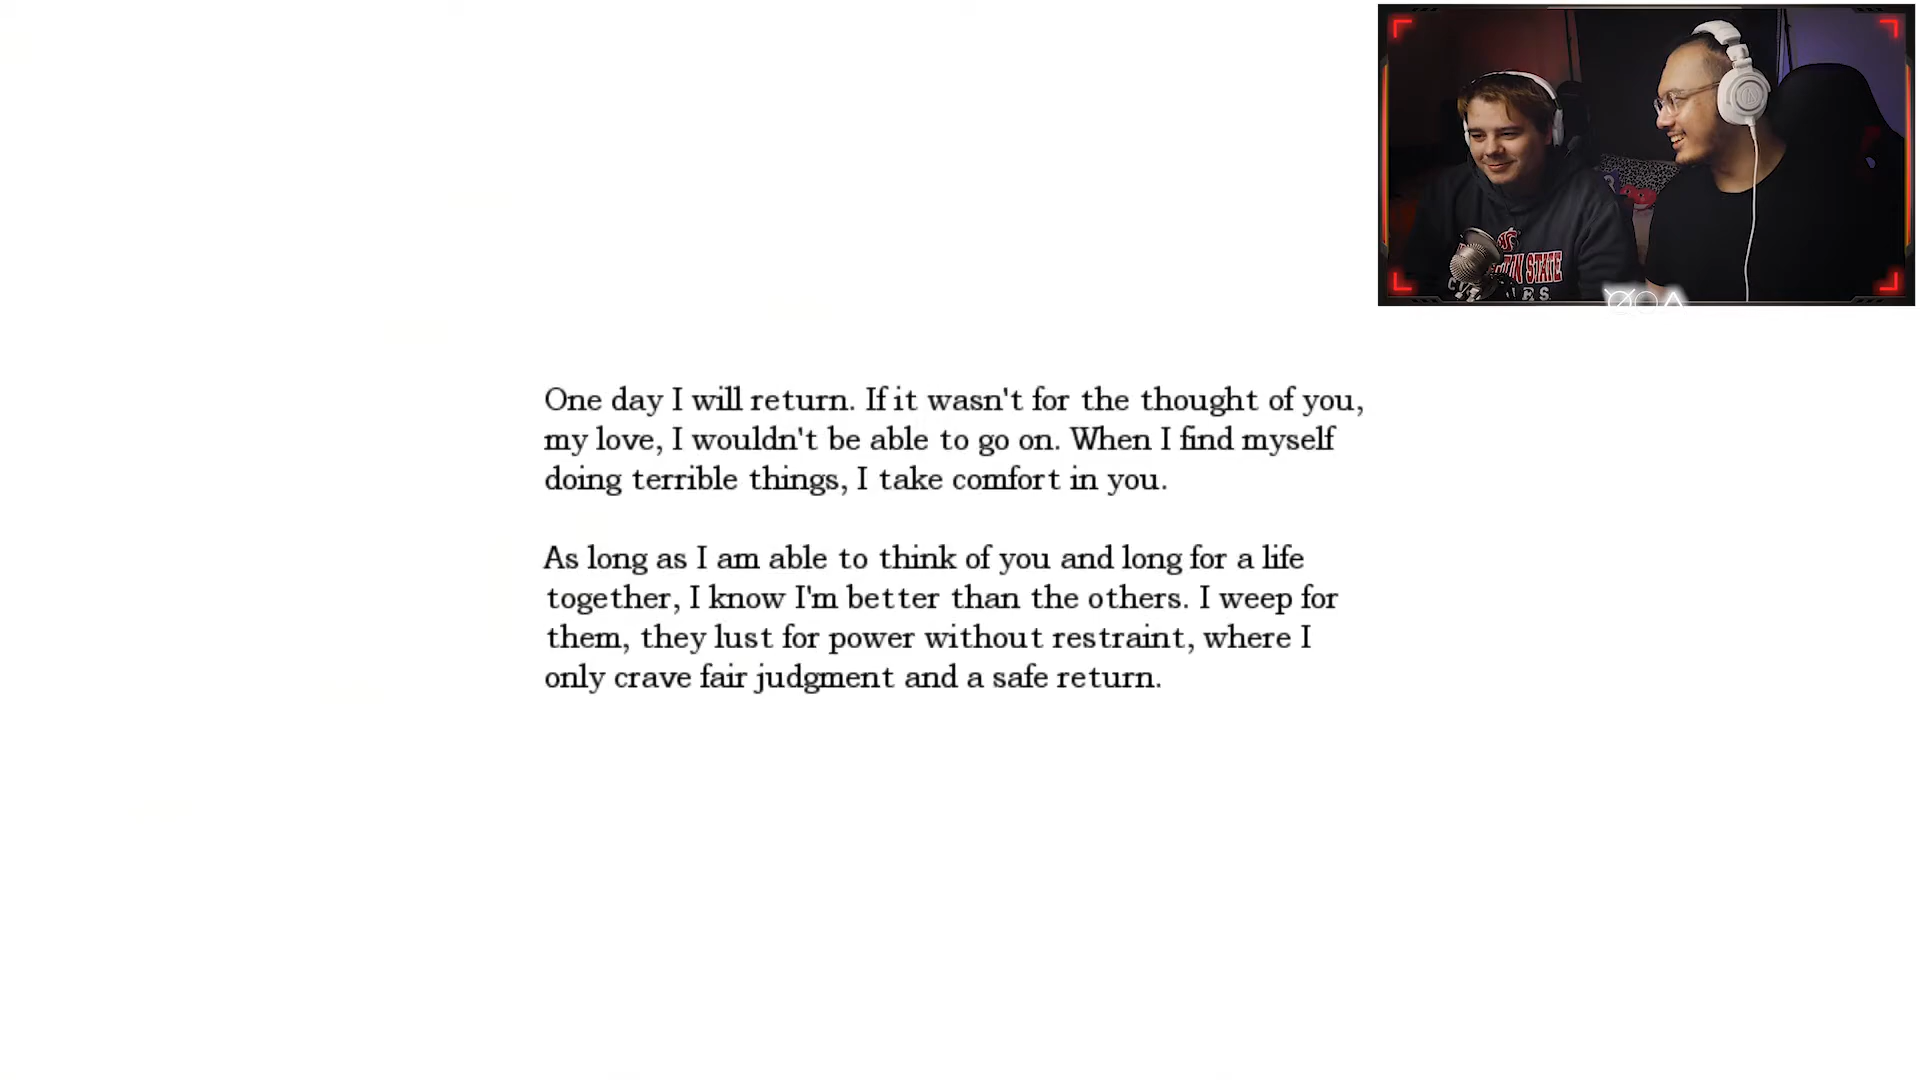 One day I will return. If it wasn't for the thought of you,
my love, I wouldn't be able to go on. When I find myself
doing terrible things, I take comfort in you.
As long as I am able to think of you and long for a life
together, I know I'm better than the others. I weep for
them, they lust for power without restraint, where I
only crave fair judgment and a safe return.
STATE